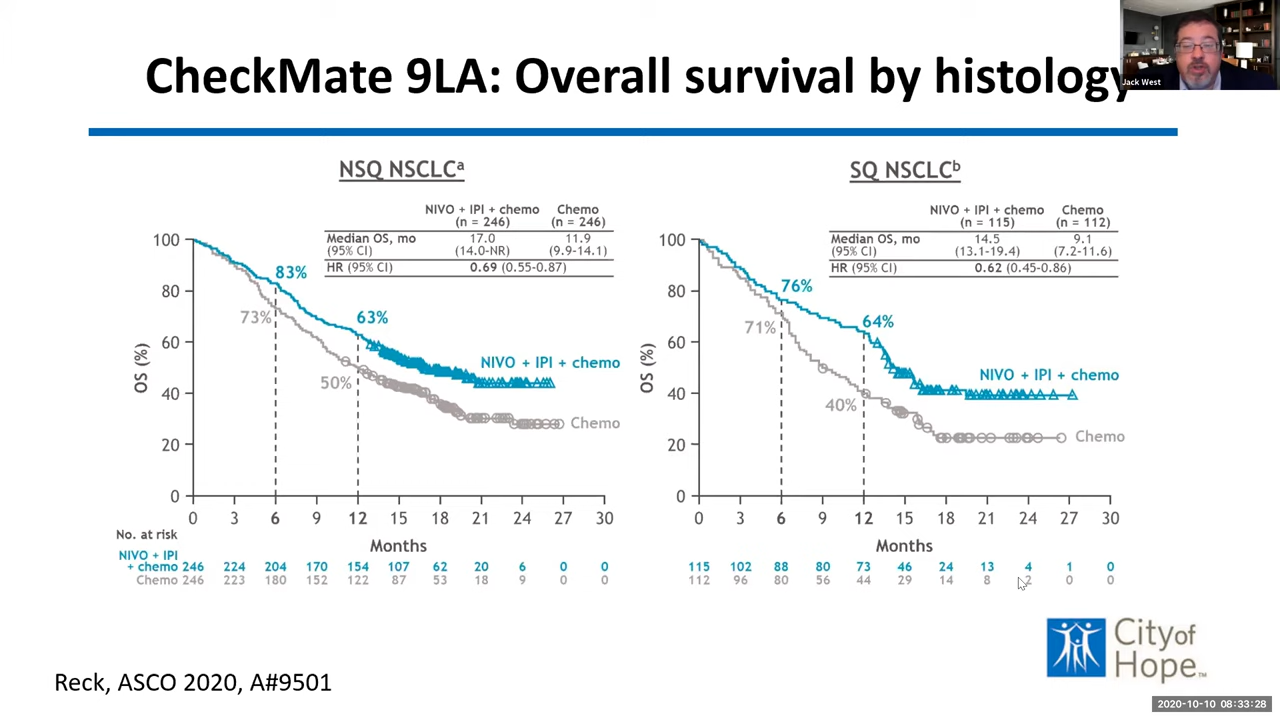 CheckMate 9LA: Overall survival by histology
Jack West
NSQ NSCLCa
NIVO + IPI + chemo Chemo
(n = 246) (n = 246)
Median OS, mo 17.0 11.9
(95% CI) (14.0-NR) (9.9-14.1)
HR (95% CI) 0.69 (0.55-0.87)
OS (%)
100
80
60
40
20
0
83%
73%
63%
50%
NIVO + IPI + chemo
Chemo
0 3 6 9 12 15 18 21 24 27 30
Months
No. at risk
NIVO + IPI
+ chemo 246 224 204 170 154 107 62 20 6 0 0
Chemo 246 223 180 152 122 87 53 18 9 0 0
SQ NSCLCb
NIVO + IPI + chemo Chemo
(n = 115) (n = 112)
Median OS, mo 14.5 9.1
(95% CI) (13.1-19.4) (7.2-11.6)
HR (95% CI) 0.62 (0.45-0.86)
OS (%)
100
80
60
40
20
0
76%
71%
64%
40%
NIVO + IPI + chemo
Chemo
0 3 6 9 12 15 18 21 24 27 30
Months
115 102 88 80 73 46 24 13 4 1 0
112 96 80 56 44 29 14 8 2 0 0
City of
Hope™
Reck, ASCO 2020, A#9501
2020-10-10 08:33:28